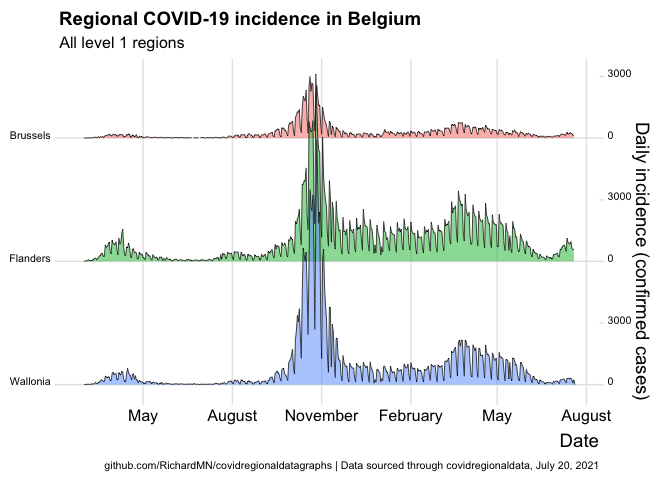 Regional COVID-19 incidence in Belgium
All level 1 regions
3000
Brussels
0
3000
Flanders
0
3000
Wallonia
0
Daily incidence (confirmed cases)
May
August
November
February
May
August
Date
github.com/RichardMN/covidregionaldatagraphs | Data sourced through covidregionaldata, July 20, 2021